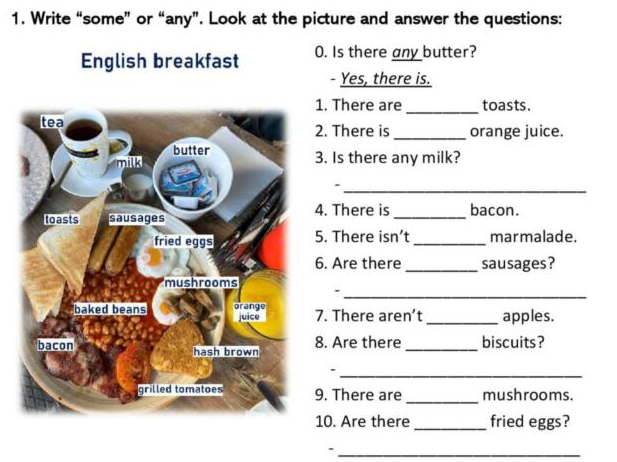 1. Write “some” or “any”. Look at the picture and answer the questions:
English breakfast
tea
milk
butter
toasts
sausages
fried eggs
mushrooms
baked beans
orange
juice
bacon
hash brown
grilled tomatoes
0. Is there any butter?
- Yes, there is.
1. There are ________ toasts.
2. There is ________ orange juice.
3. Is there any milk?
- ____________________________
4. There is ________ bacon.
5. There isn’t ________ marmalade.
6. Are there ________ sausages?
- ____________________________
7. There aren’t ________ apples.
8. Are there ________ biscuits?
- ____________________________
9. There are ________ mushrooms.
10. Are there ________ fried eggs?
- ____________________________